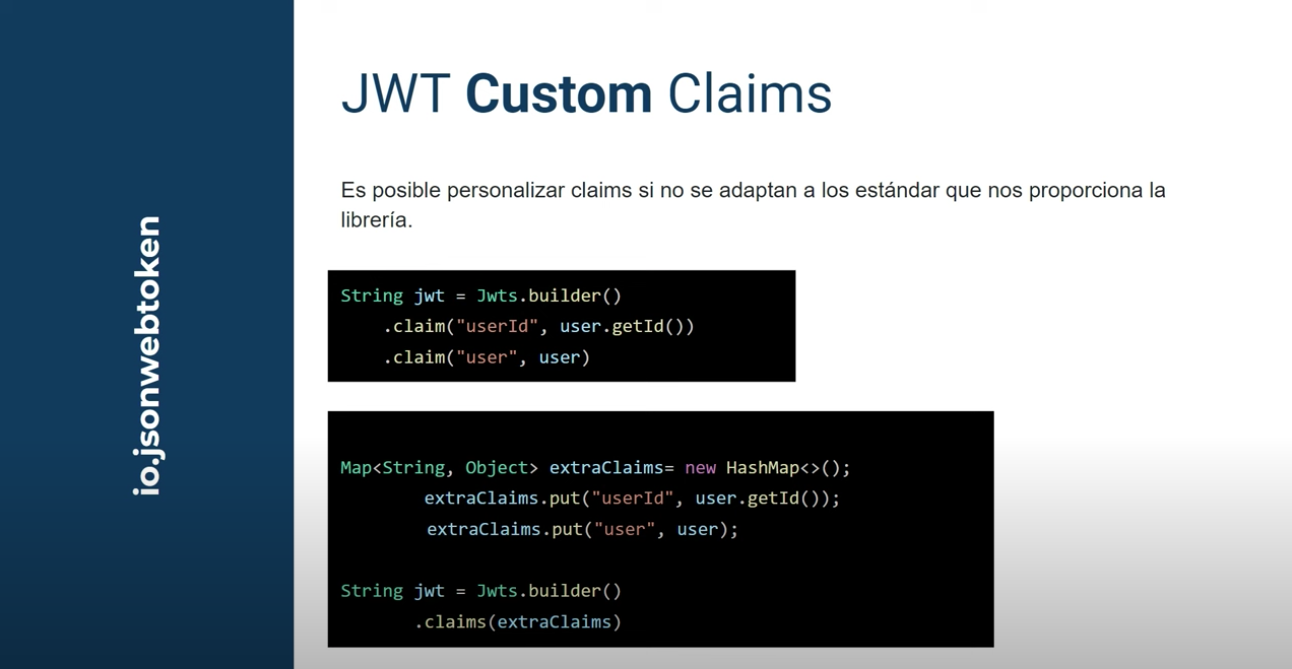 io.jsonwebtoken
JWT Custom Claims
Es posible personalizar claims si no se adaptan a los estándar que nos proporciona la
librería.
String jwt = Jwts.builder()
.claim("userId", user.getId())
.claim("user", user)
Map<String, Object> extraClaims= new HashMap<>();
extraClaims.put("userId", user.getId());
extraClaims.put("user", user);
String jwt = Jwts.builder()
.claims(extraClaims)